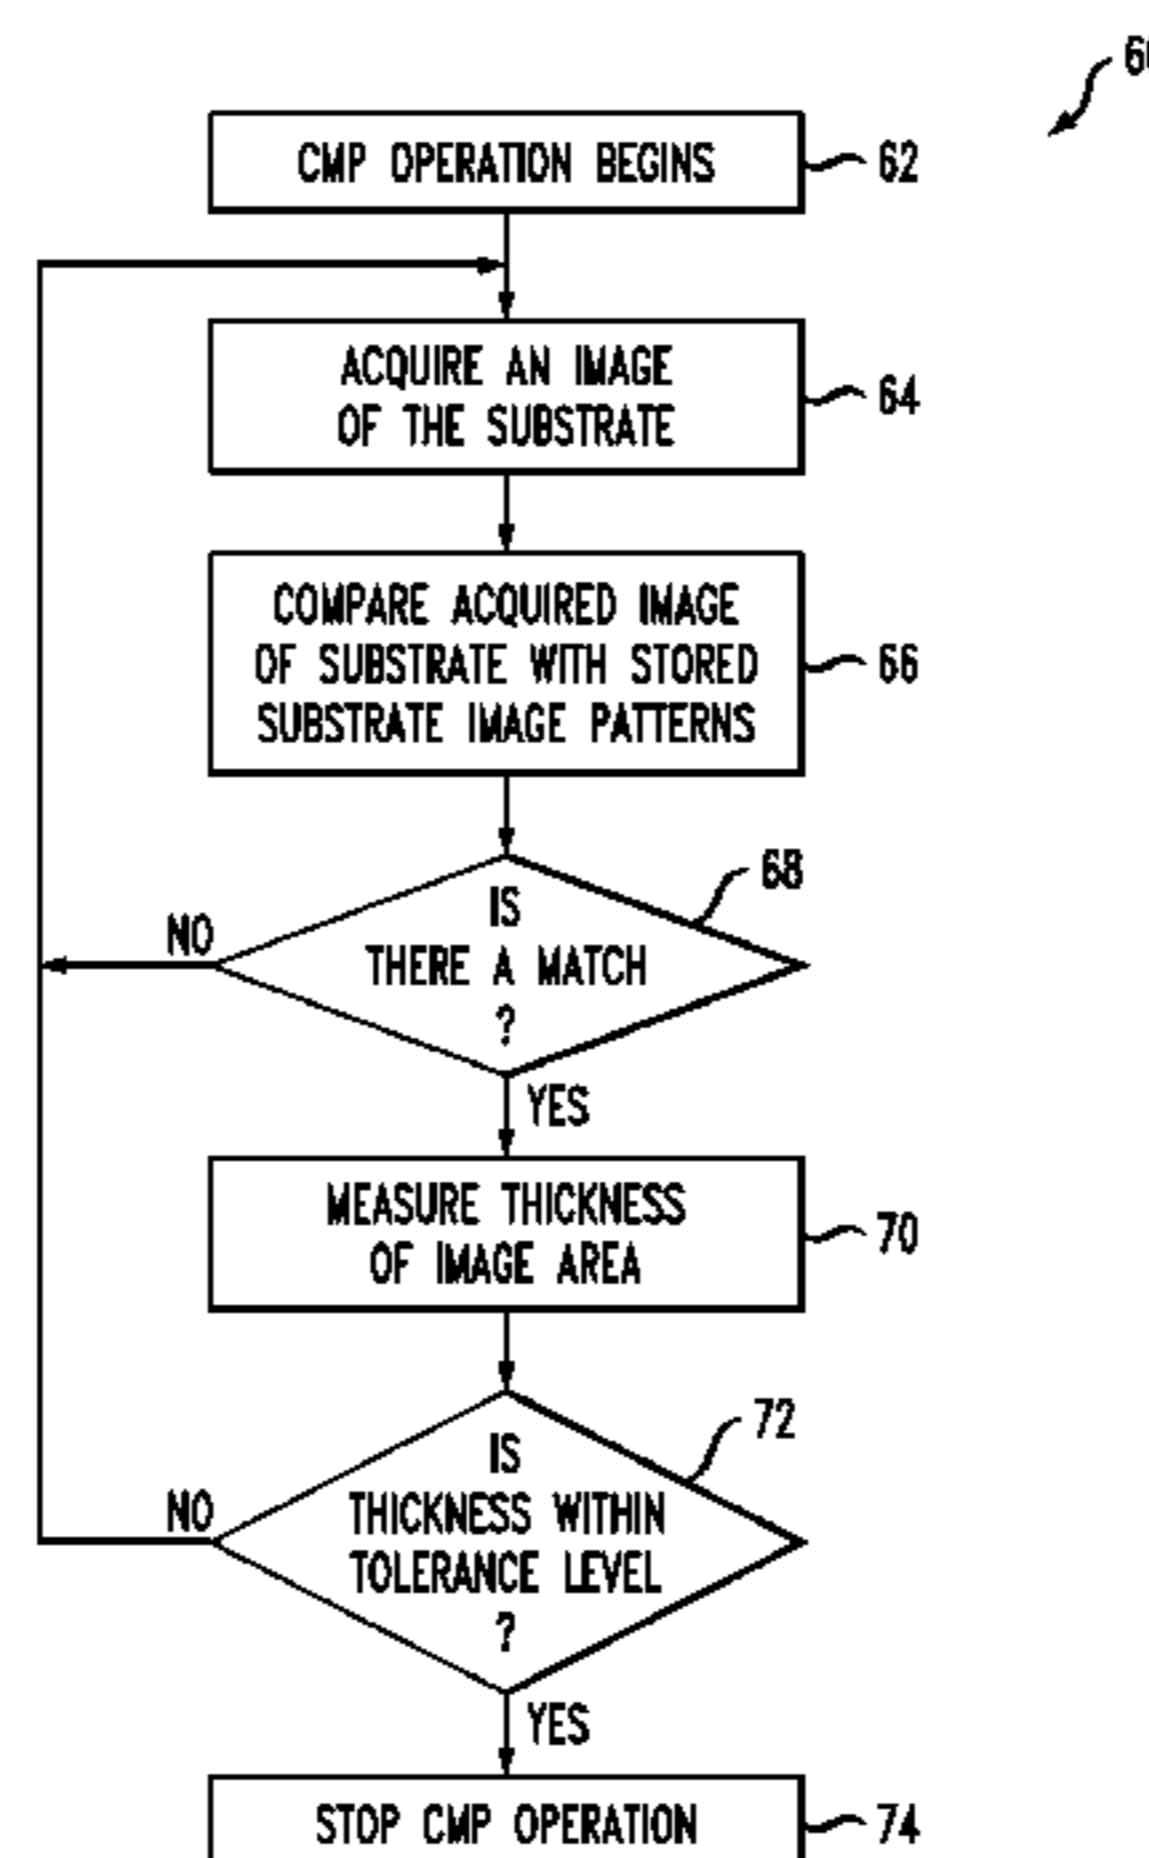 CMP OPERATION BEGINS
62
ACQUIRE AN IMAGE
OF THE SUBSTRATE
64
COMPARE ACQUIRED IMAGE
OF SUBSTRATE WITH STORED
SUBSTRATE IMAGE PATTERNS
66
68
IS
THERE A MATCH
?
NO
YES
MEASURE THICKNESS
OF IMAGE AREA
70
72
IS
THICKNESS WITHIN
TOLERANCE LEVEL
?
NO
YES
STOP CMP OPERATION
74